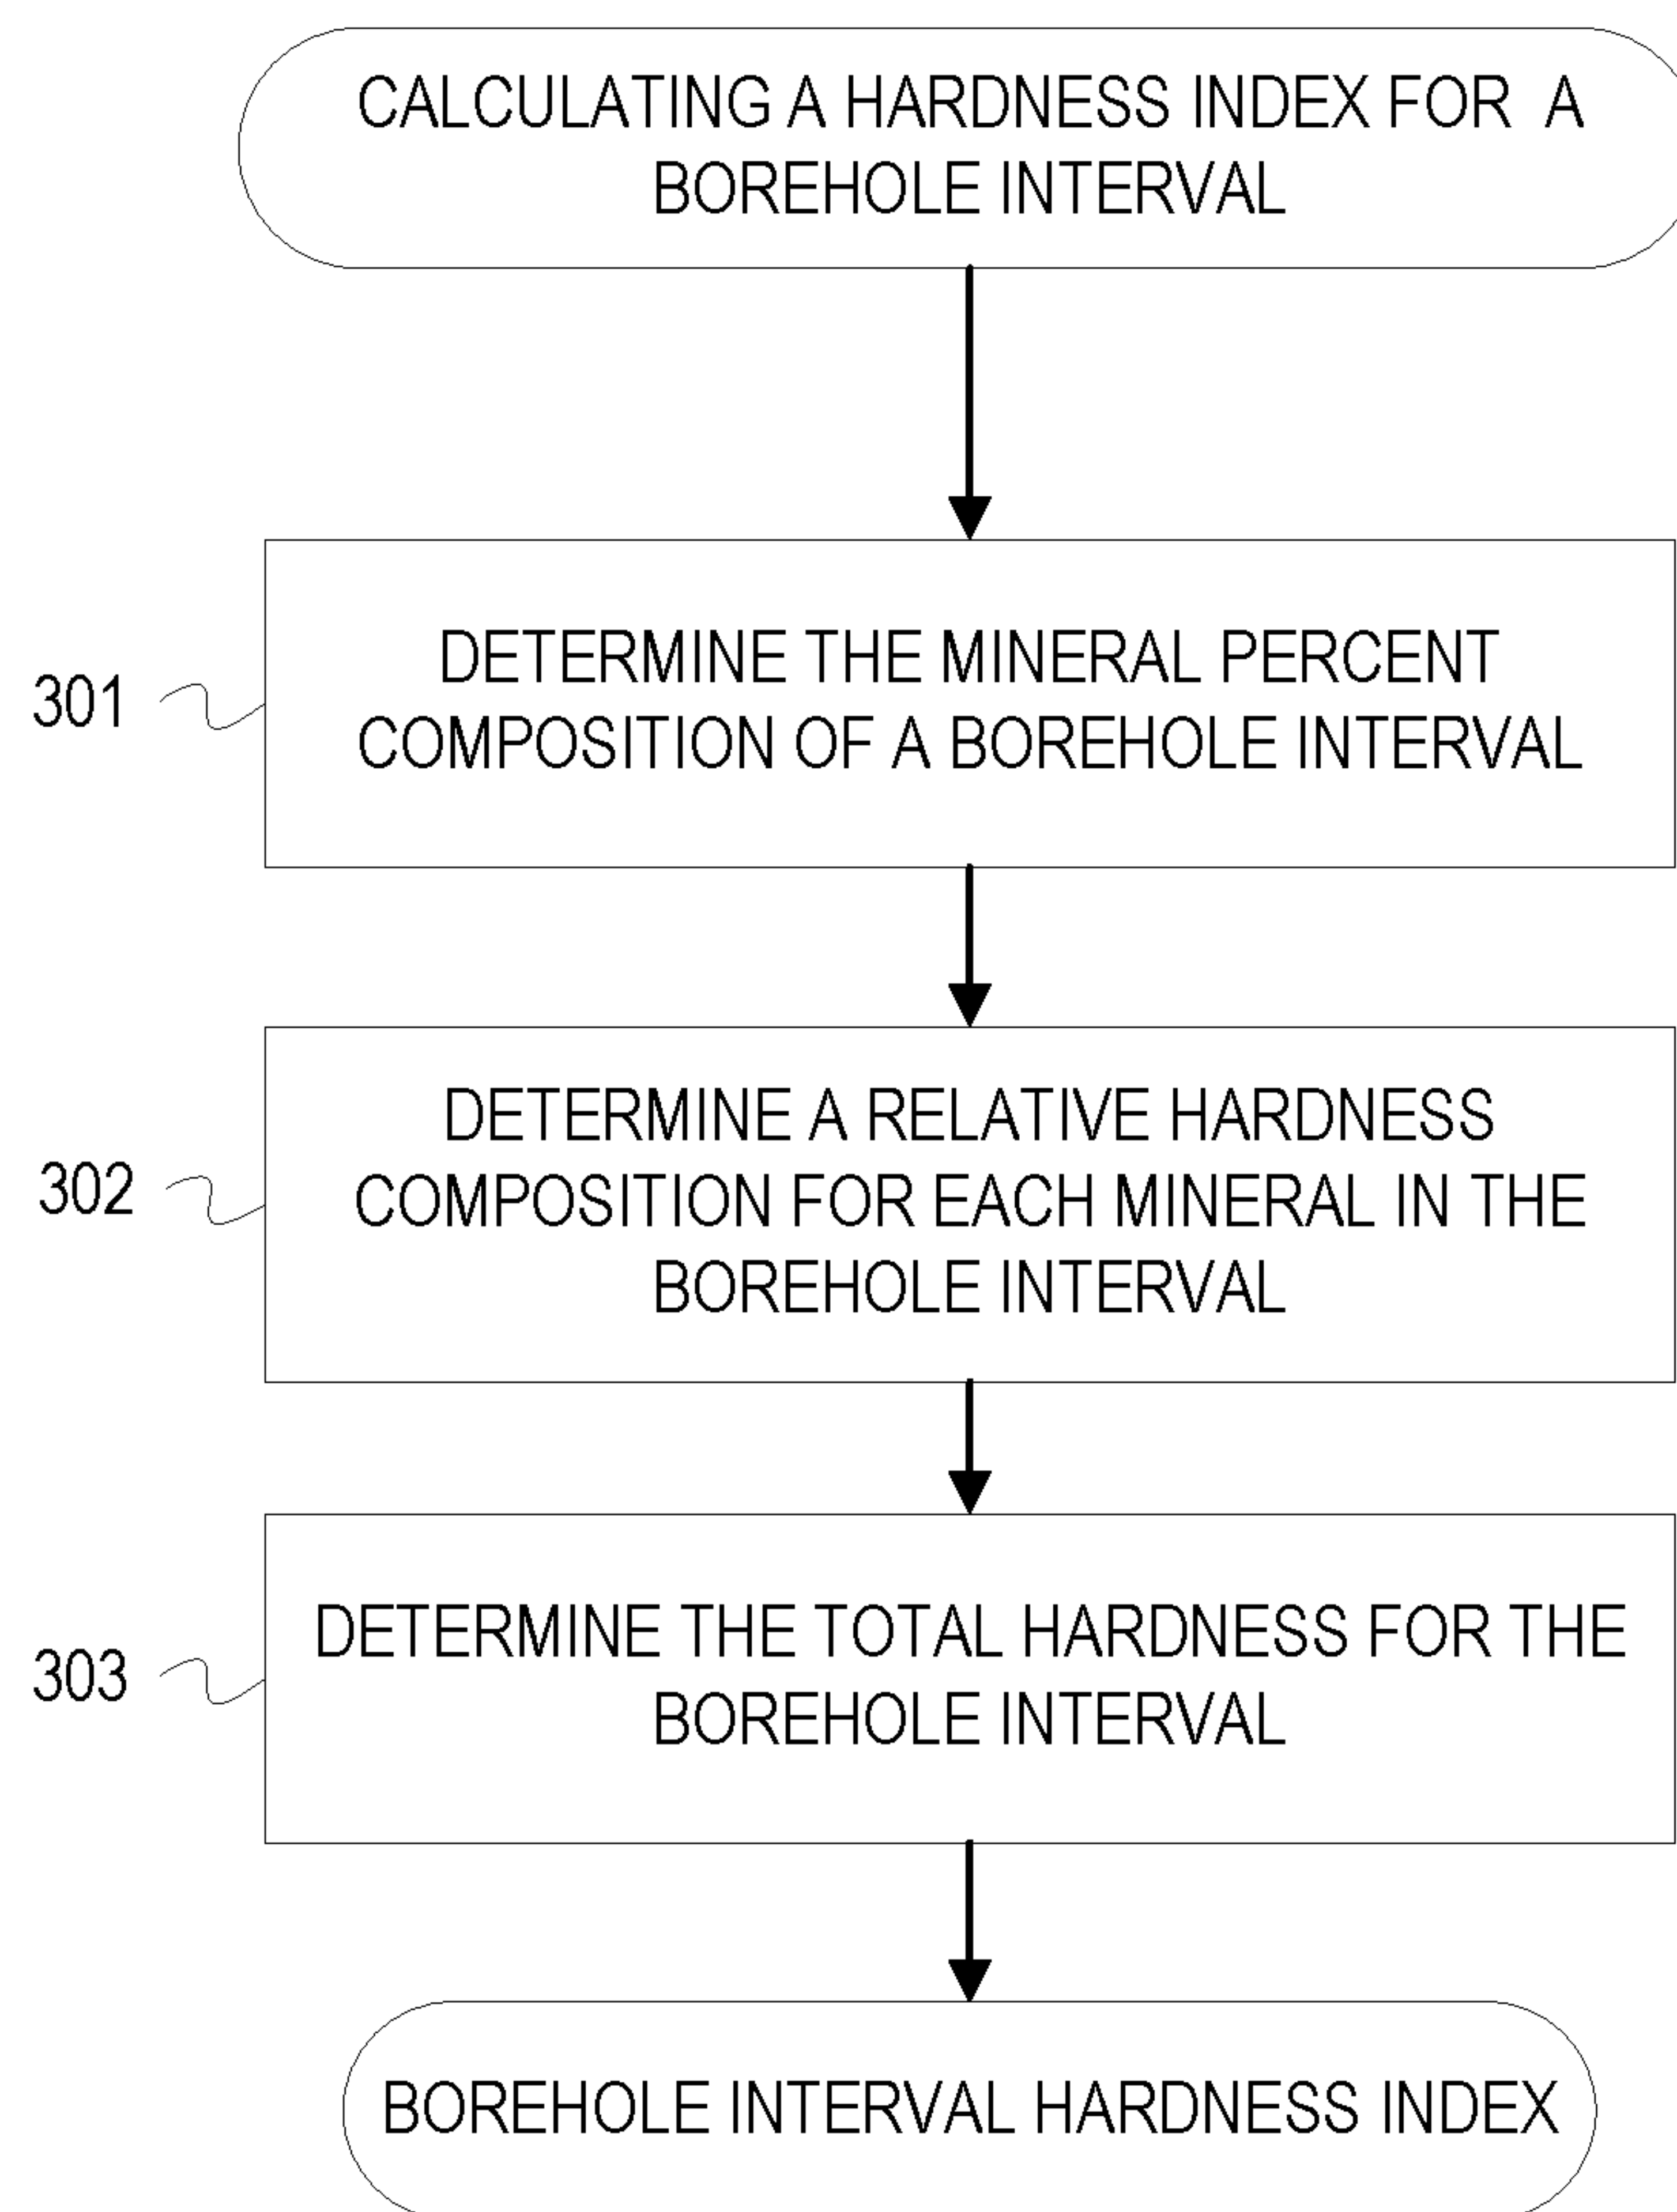 CALCULATING A HARDNESS INDEX FOR A
BOREHOLE INTERVAL
301
DETERMINE THE MINERAL PERCENT
COMPOSITION OF A BOREHOLE INTERVAL
302
DETERMINE A RELATIVE HARDNESS
COMPOSITION FOR EACH MINERAL IN THE
BOREHOLE INTERVAL
303
DETERMINE THE TOTAL HARDNESS FOR THE
BOREHOLE INTERVAL
BOREHOLE INTERVAL HARDNESS INDEX